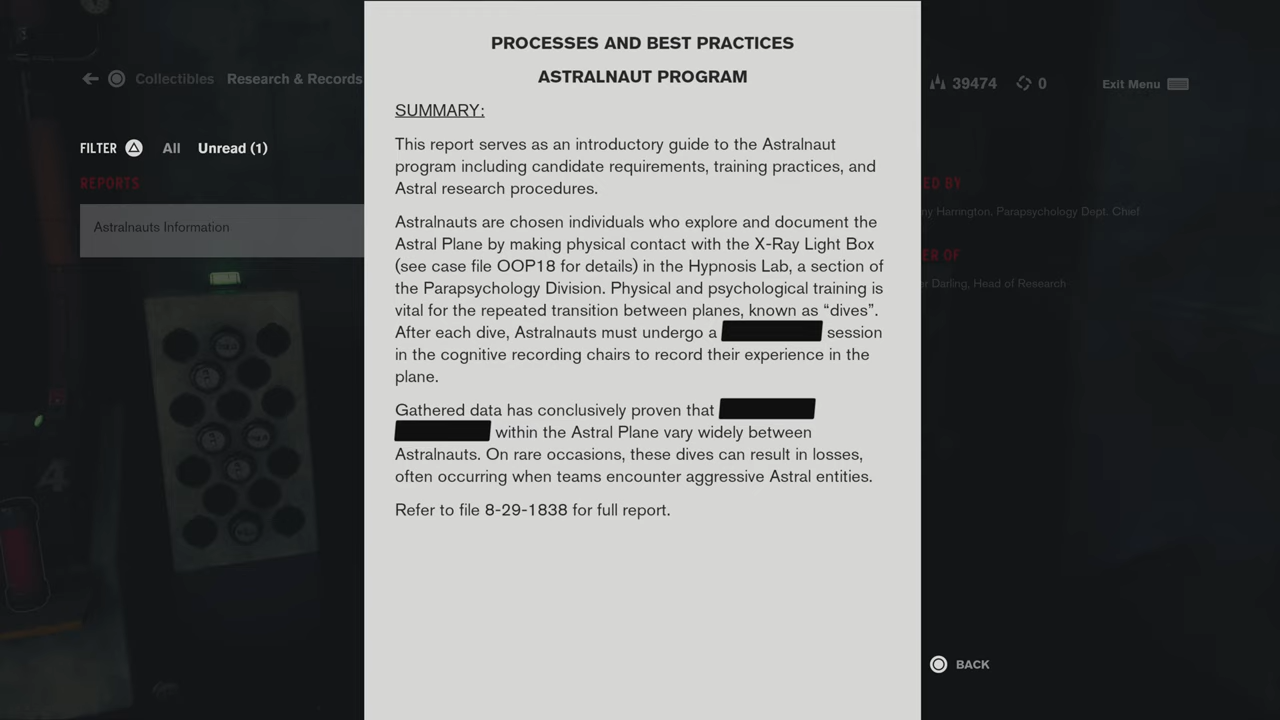 PROCESSES AND BEST PRACTICES
ASTRALNAUT PROGRAM
Collectibles Research & Records
39474 0 Exit Menu
SUMMARY:
This report serves as an introductory guide to the Astralnaut
program including candidate requirements, training practices, and
Astral research procedures.
FILTER All Unread (1)
REPORTS
Astralnauts Information
Astralnauts are chosen individuals who explore and document the
Astral Plane by making physical contact with the X-Ray Light Box
(see case file OOP18 for details) in the Hypnosis Lab, a section of
the Parapsychology Division. Physical and psychological training is
vital for the repeated transition between planes, known as “dives”.
After each dive, Astralnauts must undergo a session
in the cognitive recording chairs to record their experience in the
plane.
Gathered data has conclusively proven that
within the Astral Plane vary widely between
Astralnauts. On rare occasions, these dives can result in losses,
often occurring when teams encounter aggressive Astral entities.
Refer to file 8-29-1838 for full report.
ED BY
ny Harrington, Parapsychology Dept. Chief
ER OF
er Darling, Head of Research
BACK